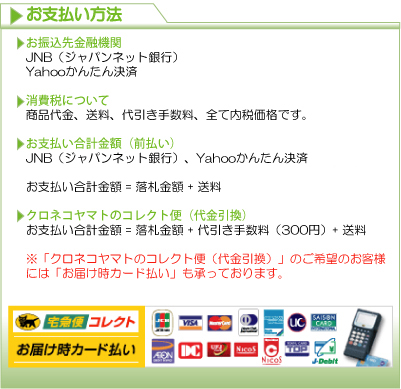 お支払い方法
お振込先金融機関
JNB（ジャパンネット銀行）
Yahooかんたん決済
消費税について
商品代金、送料、代引き手数料、全て内税価格です。
お支払い合計金額（前払い）
JNB（ジャパンネット銀行）、Yahooかんたん決済
お支払い合計金額 = 落札金額 + 送料
クロネコヤマトのコレクト便（代金引換）
お支払い合計金額 = 落札金額 + 代引き手数料（300円）+ 送料
※「クロネコヤマトのコレクト便（代金引換）」のご希望のお客様
には「お届け時カード払い」も承っております。
宅急便コレクト
JCB VISA MasterCard UC SAISON CARD
お届け時カード払い
AEON DC UFJ NICOS NICOS TOP J-Debit